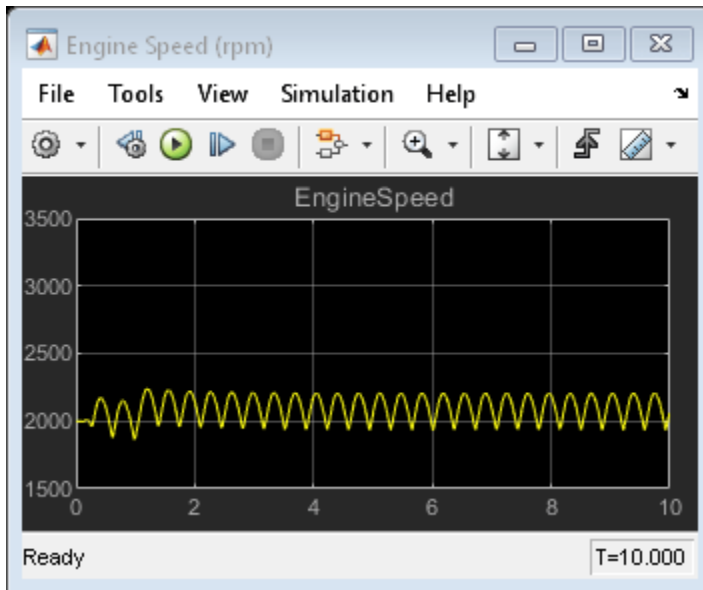 Engine Speed (rpm)
File Tools View Simulation Help
EngineSpeed
3500
3000
2500
2000
1500
0 2 4 6 8 10
Ready T=10.000